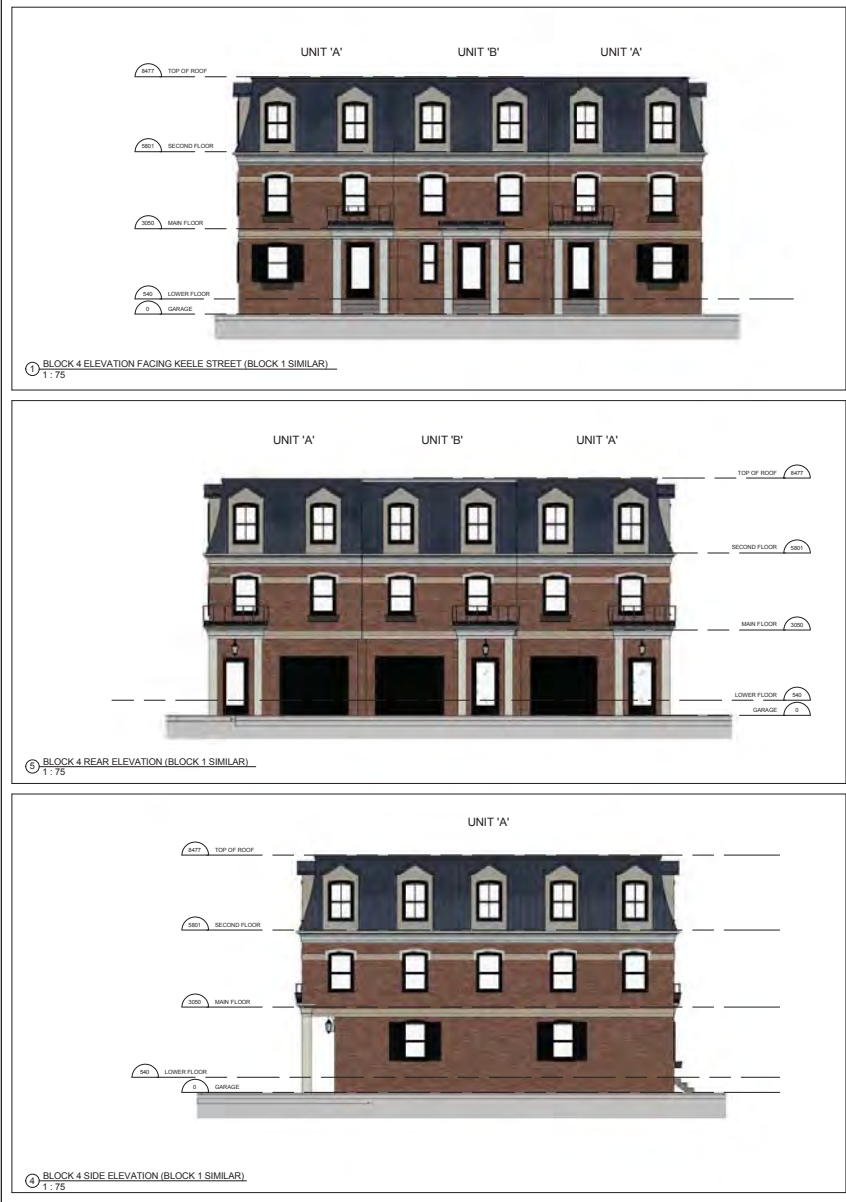 UNIT 'A' UNIT 'B' UNIT 'A'
8477 TOP OF ROOF
5801 SECOND FLOOR
3050 MAIN FLOOR
540 LOWER FLOOR
0 GARAGE
1 BLOCK 4 ELEVATION FACING KEELE STREET (BLOCK 1 SIMILAR)
1 : 75
UNIT 'A' UNIT 'B' UNIT 'A'
TOP OF ROOF 8477
SECOND FLOOR 5801
MAIN FLOOR 3050
LOWER FLOOR 540
GARAGE 0
5 BLOCK 4 REAR ELEVATION (BLOCK 1 SIMILAR)
1 : 75
UNIT 'A'
8477 TOP OF ROOF
5801 SECOND FLOOR
3050 MAIN FLOOR
540 LOWER FLOOR
0 GARAGE
4 BLOCK 4 SIDE ELEVATION (BLOCK 1 SIMILAR)
1 : 75